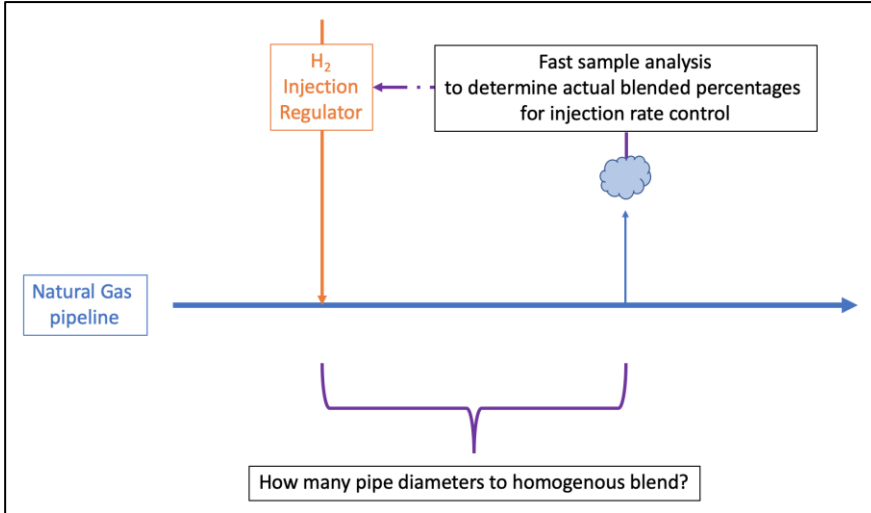 H₂
Injection
Regulator
Fast sample analysis
to determine actual blended percentages
for injection rate control
Natural Gas
pipeline
How many pipe diameters to homogenous blend?